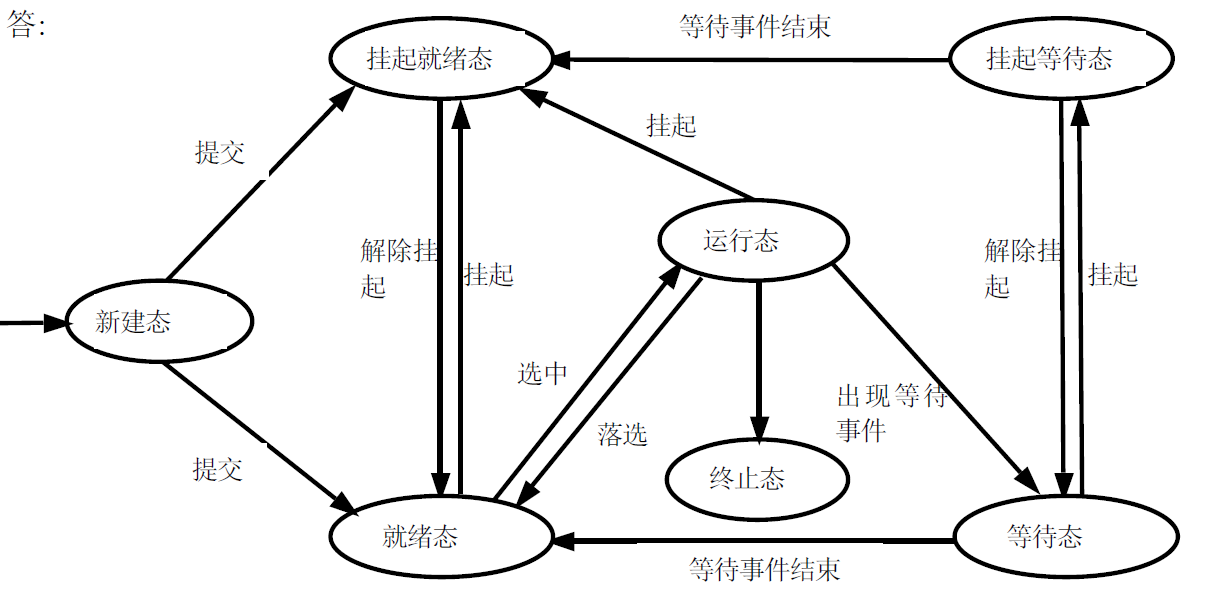 答：
等待事件结束
挂起就绪态
挂起等待态
挂起
提交
运行态
解除挂
起
挂起
解除挂
起
挂起
新建态
选中
出现等待
事件
落选
提交
终止态
就绪态
等待态
等待事件结束